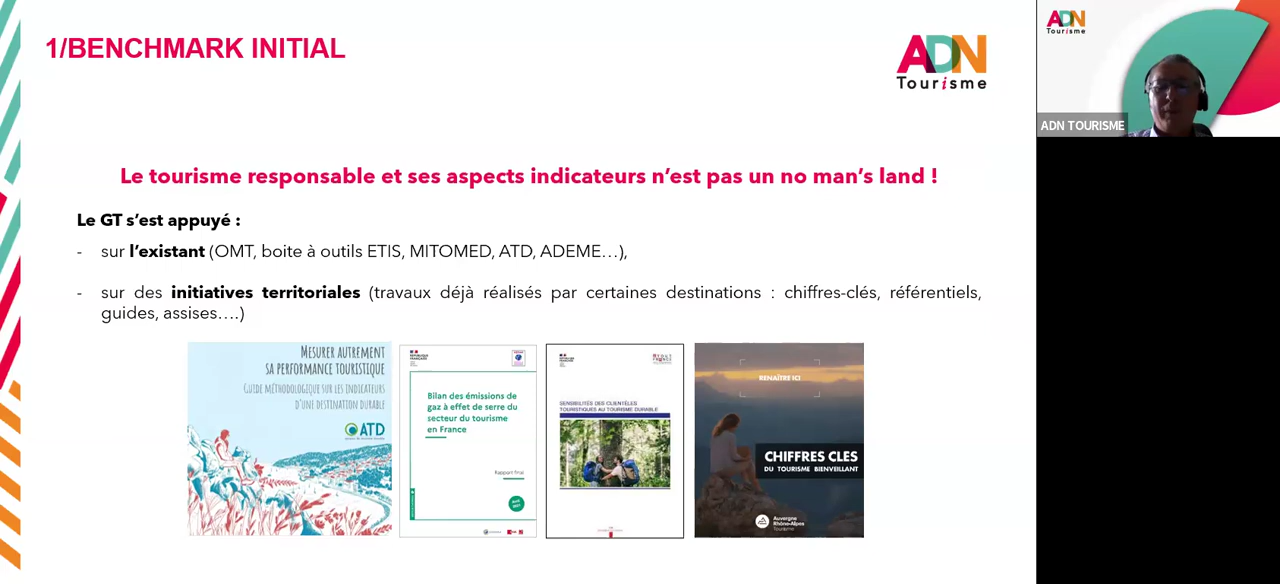 1/BENCHMARK INITIAL
ADN
Tourisme
Le tourisme responsable et ses aspects indicateurs n’est pas un no man’s land !
Le GT s’est appuyé :
- sur l’existant (OMT, boite à outils ETIS, MITOMED, ATD, ADEME…),
- sur des initiatives territoriales (travaux déjà réalisés par certaines destinations : chiffres-clés, référentiels,
guides, assises….)
MESURER AUTREMENT
SA PERFORMANCE TOURISTIQUE
GUIDE MÉTHODOLOGIQUE SUR LES INDICATEURS
D’UNE DESTINATION DURABLE
ATD
Bilan des émissions de
gaz à effet de serre du
secteur du tourisme
en France
Rapport final
SENSIBILITÉS DES CLIENTÈLES
TOURISTIQUES AU TOURISME DURABLE
RENAÎTRE ICI
CHIFFRES CLES
DU TOURISME BIENVEILLANT
Auvergne
Rhône-Alpes
Tourisme
ADN
Tourisme
ADN TOURISME